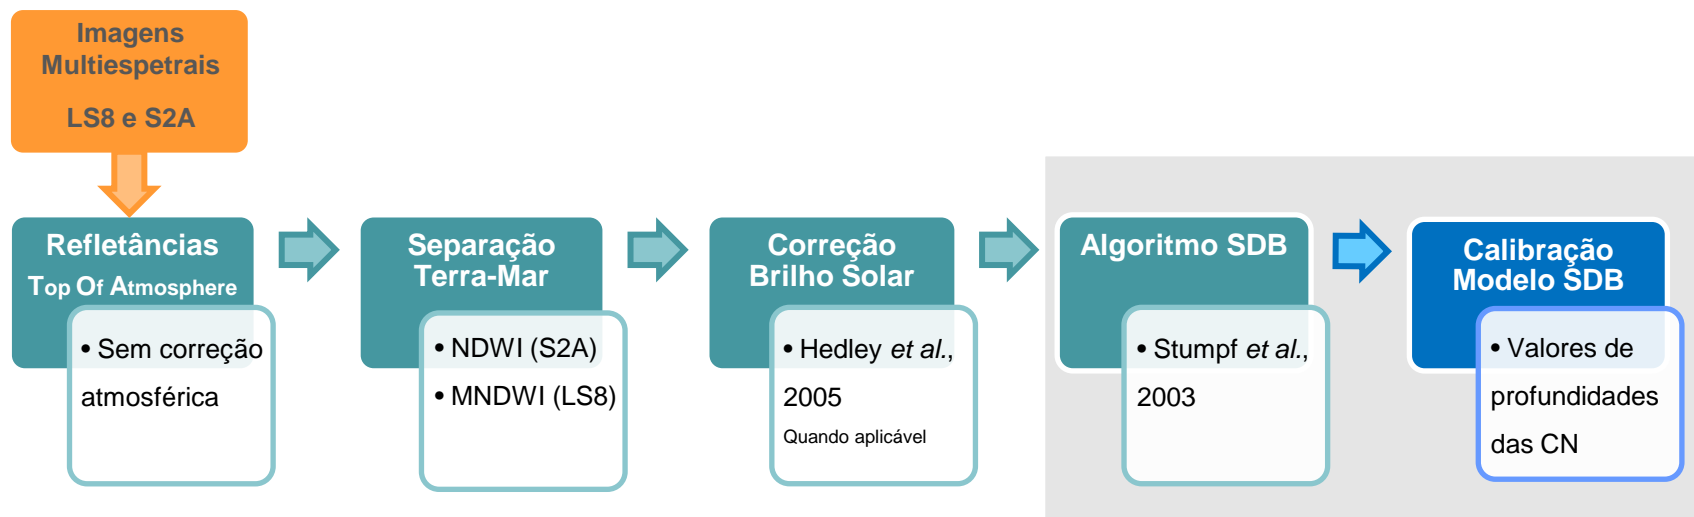 Imagens
Multiespetrais
LS8 e S2A
Refletâncias
Top Of Atmosphere
• Sem correção
atmosférica
Separação
Terra-Mar
• NDWI (S2A)
• MNDWI (LS8)
Correção
Brilho Solar
• Hedley et al.,
2005
Quando aplicável
Algoritmo SDB
• Stumpf et al.,
2003
Calibração
Modelo SDB
• Valores de
profundidades
das CN